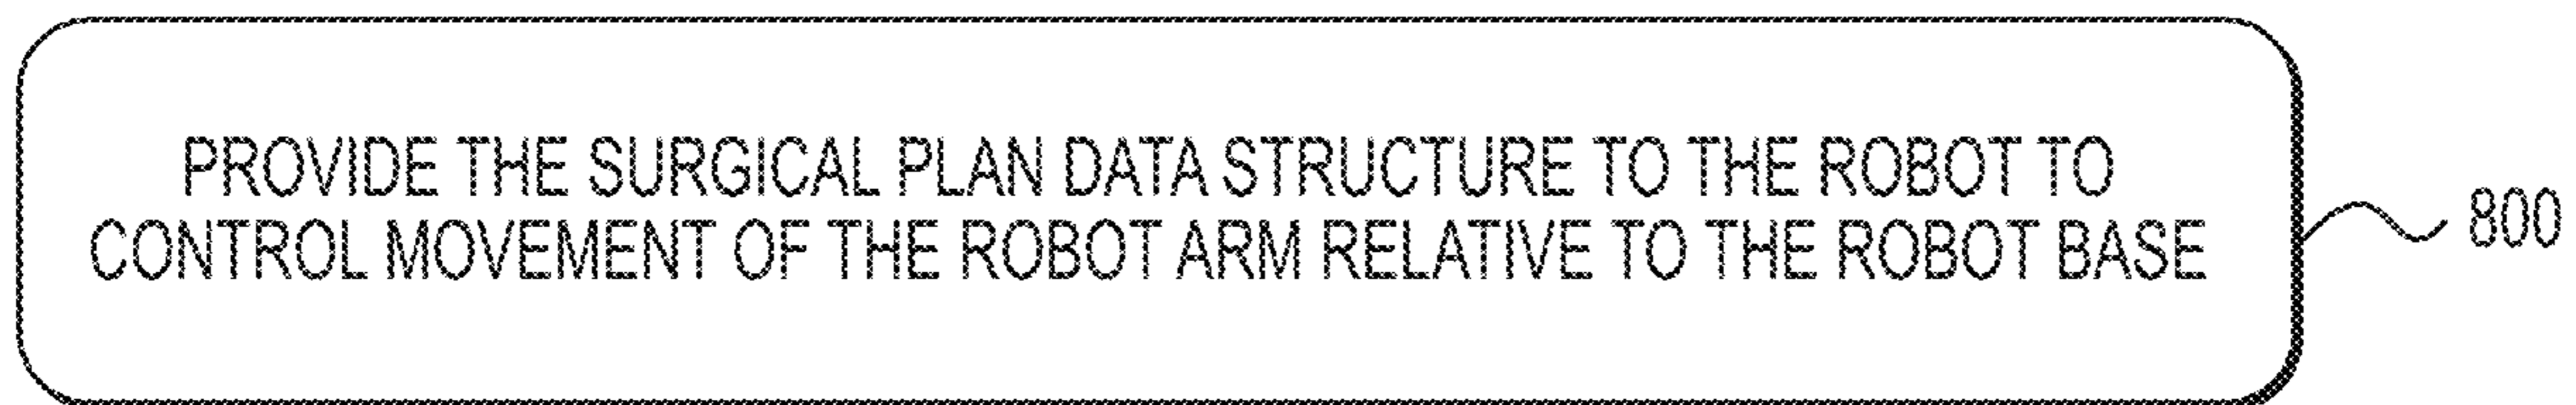 PROVIDE THE SURGICAL PLAN DATA STRUCTURE TO THE ROBOT TO
CONTROL MOVEMENT OF THE ROBOT ARM RELATIVE TO THE ROBOT BASE
800